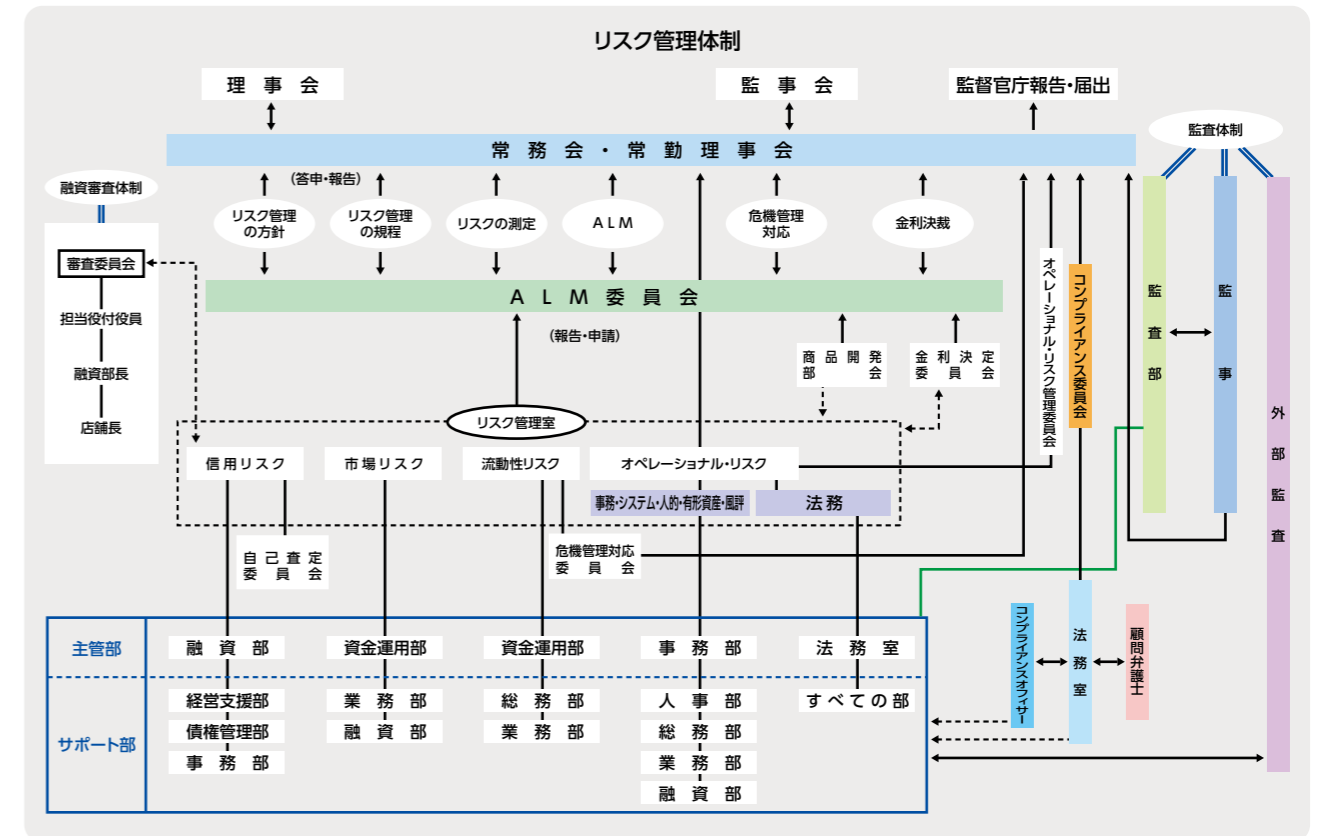 リスク管理体制
理事会
監事会
監督官庁報告・届出
監査体制
常務会・常勤理事会
(答申・報告)
融資審査体制
リスク管理
の方針
リスク管理
の規程
リスクの測定
ALM
危機管理
対応
金利決裁
審査委員会
担当役付役員
融資部長
店舗長
ALM委員会
(報告・申請)
商品開発
部会
金利決定
委員会
オペレーショナル・リスク管理委員会
コンプライアンス委員会
監査部
監事
外部監査
リスク管理室
信用リスク
市場リスク
流動性リスク
オペレーショナル・リスク
事務・システム・人的・有形資産・風評
法務
自己査定
委員会
危機管理対応
委員会
主管部
融資部
資金運用部
資金運用部
事務部
法務室
サポート部
経営支援部
業務部
総務部
人事部
すべての部
債権管理部
融資部
業務部
総務部
事務部
業務部
融資部
コンプライアンスオフィサー
法務室
顧問弁護士